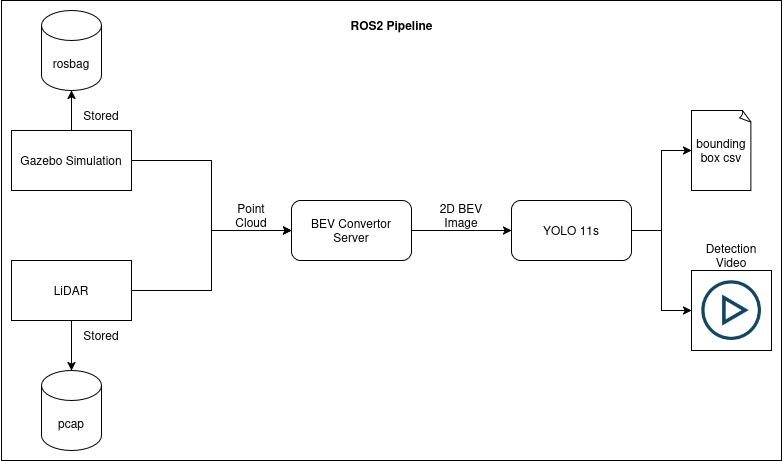 ROS2 Pipeline
rosbag
Stored
Gazebo Simulation
LiDAR
Stored
pcap
Point
Cloud
BEV Convertor
Server
2D BEV
Image
YOLO 11s
bounding
box csv
Detection
Video